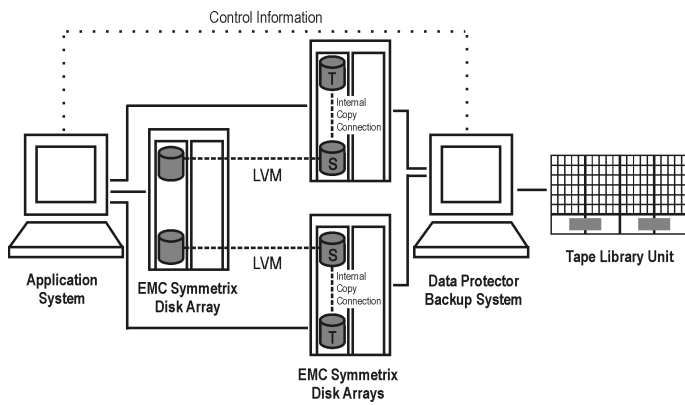 Control Information
T
Internal
Copy
Connection
S
LVM
LVM
S
Internal
Copy
Connection
T
Application
System
EMC Symmetrix
Disk Array
Data Protector
Backup System
Tape Library Unit
EMC Symmetrix
Disk Arrays